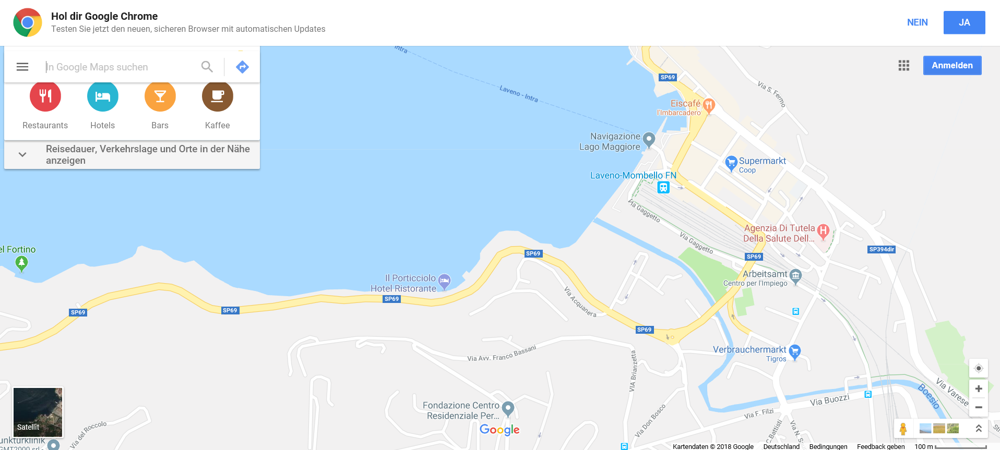 Hol dir Google Chrome
Testen Sie jetzt den neuen, sicheren Browser mit automatischen Updates
NEIN
JA
In Google Maps suchen
Anmelden
Restaurants
Hotels
Bars
Kaffee
Reisedauer, Verkehrslage und Orte in der Nähe
anzeigen
Intra
Laveno - Intra
SP69
Via S. Fermo
Eiscafé
l'Imbarcadero
Navigazione
Lago Maggiore
Supermarkt
Coop
Laveno-Mombello FN
Via Gaggetto
Via Gaggetto
Agenzia Di Tutela
Della Salute Dell...
SP394dir
SP69
SP69
el Fortino
Il Porticciolo
Hotel Ristorante
SP69
SP69
SP69
Arbeitsamt
Centro per l'Impiego
Via Acquanera
SP69
Via Avv. Franco Bassani
VIA Brianzetta
Verbrauchermarkt
Tigros
Boesio
Via Varese
Via Buozzi
Via F. Filzi
Via Don Bosco
C. Battisti
Via N. S
Fondazione Centro
Residenziale Per...
Google
Satellit
Via del Roccolo
unkturklinik
GMT2000 srl -
Kartendaten © 2018 Google
Deutschland
Bedingungen
Feedback geben
100 m